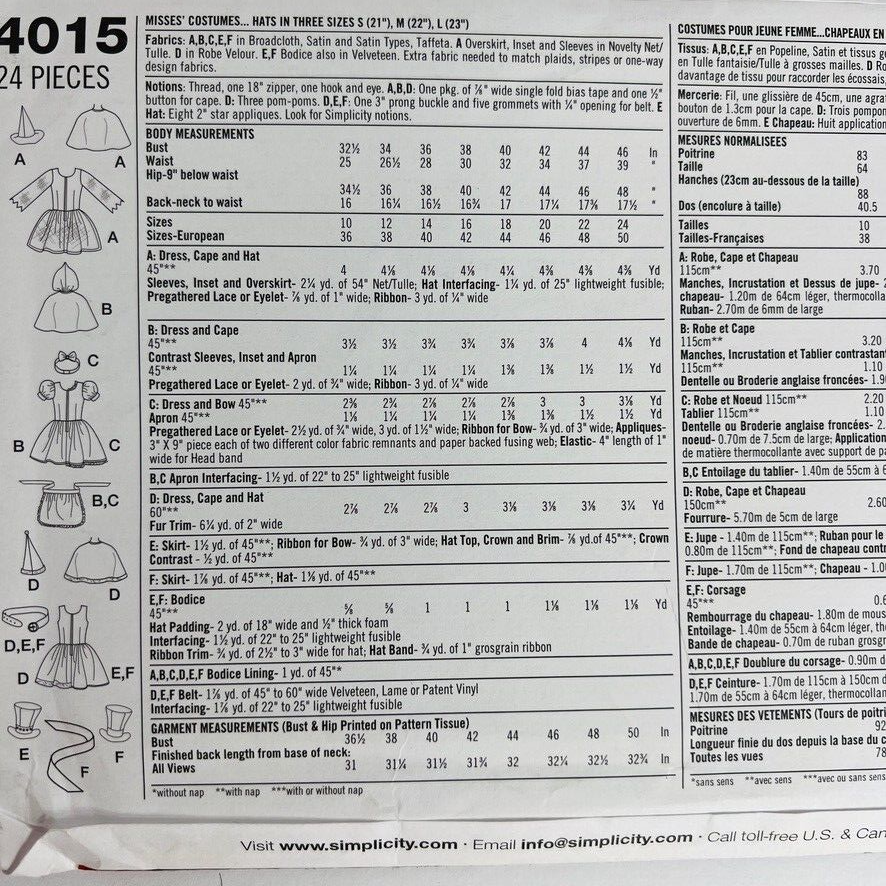 4015
24 PIECES
A
A
A
B
C
B
C
B,C
D
D
D,E,F
D
E,F
E
F
F
MISSES' COSTUMES... HATS IN THREE SIZES S (21"), M (22"), L (23")
Fabrics: A,B,C,E,F in Broadcloth, Satin and Satin Types, Taffeta. A Overskirt, Inset and Sleeves in Novelty Net/
Tulle. D in Robe Velour. E,F Bodice also in Velveteen. Extra fabric needed to match plaids, stripes or one-way
design fabrics.
Notions: Thread, one 18" zipper, one hook and eye. A,B,D: One pkg. of ⅞" wide single fold bias tape and one ½"
button for cape. D: Three pom-poms. D,E,F: One 3" prong buckle and five grommets with ¼" opening for belt. E
Hat: Eight 2" star appliques. Look for Simplicity notions.
BODY MEASUREMENTS
Bust 32½ 34 36 38 40 42 44 46 In
Waist 25 26½ 28 30 32 34 37 39 "
Hip-9" below waist
34½ 36 38 40 42 44 46 48 "
Back-neck to waist 16 16¼ 16½ 16¾ 17 17¼ 17⅜ 17½ "
Sizes 10 12 14 16 18 20 22 24
Sizes-European 36 38 40 42 44 46 48 50
A: Dress, Cape and Hat
45"** 4 4⅛ 4⅛ 4⅛ 4¼ 4⅜ 4⅜ 4⅜ Yd
Sleeves, Inset and Overskirt- 2¼ yd. of 54" Net/Tulle; Hat Interfacing- 1¼ yd. of 25" lightweight fusible;
Pregathered Lace or Eyelet- ⅞ yd. of 1" wide; Ribbon- 3 yd. of ¼" wide
B: Dress and Cape
45"** 3½ 3½ 3¾ 3¾ 3⅞ 3⅞ 4 4⅛ Yd
Contrast Sleeves, Inset and Apron
45"** 1¼ 1¼ 1¼ 1¼ 1⅜ 1⅜ 1½ 1½ Yd
Pregathered Lace or Eyelet- 2 yd. of ¾" wide; Ribbon- 3 yd. of ¼" wide
C: Dress and Bow 45"** 2⅜ 2¾ 2⅞ 2⅞ 2⅞ 3 3 3⅛ Yd
Apron 45"** 1⅛ 1¼ 1¼ 1¼ 1⅜ 1⅜ 1½ 1½ Yd
Pregathered Lace or Eyelet- 2½ yd. of ¾" wide, 3 yd. of 1½" wide; Ribbon for Bow- ¾ yd. of 3" wide; Appliques-
3" X 9" piece each of two different color fabric remnants and paper backed fusing web; Elastic- 4" length of 1"
wide for Head band
B,C Apron Interfacing- 1½ yd. of 22" to 25" lightweight fusible
D: Dress, Cape and Hat
60"** 2⅞ 2⅞ 2⅞ 3 3⅛ 3⅛ 3⅛ 3¼ Yd
Fur Trim- 6¼ yd. of 2" wide
E: Skirt- 1½ yd. of 45"**; Ribbon for Bow- ¾ yd. of 3" wide; Hat Top, Crown and Brim- ⅞ yd.of 45"**; Crown
Contrast - ½ yd. of 45"**
F: Skirt- 1⅞ yd. of 45"**; Hat- 1⅛ yd. of 45"**
E,F: Bodice
45"** ⅝ ⅝ 1 1 1 1⅛ 1⅛ 1⅛ Yd
Hat Padding- 2 yd. of 18" wide and ½" thick foam
Interfacing- 1½ yd. of 22" to 25" lightweight fusible
Ribbon Trim- ¾ yd. of 2½" to 3" wide for hat; Hat Band- ¾ yd. of 1" grosgrain ribbon
A,B,C,D,E,F Bodice Lining- 1 yd. of 45"*
D,E,F Belt- 1⅞ yd. of 45" to 60" wide Velveteen, Lame or Patent Vinyl
Interfacing- 1⅞ yd. of 22" to 25" lightweight fusible
GARMENT MEASUREMENTS (Bust & Hip Printed on Pattern Tissue)
Bust 36½ 38 40 42 44 46 48 50 In
Finished back length from base of neck:
All Views 31 31¼ 31½ 31¾ 32 32¼ 32½ 32¾ In
*without nap **with nap ***with or without nap
COSTUMES POUR JEUNE FEMME...CHAPEAUX EN
Tissus: A,B,C,E,F en Popeline, Satin et tissus
en Tulle fantaisie/Tulle à grosses mailles. D
davantage de tissu pour raccorder les écossais
Mercerie: Fil, une glissière de 45cm, une
bouton de 1.3cm pour la cape. D: Trois
ouverture de 6mm. E Chapeau: Huit
MESURES NORMALISEES
Poitrine 83
Taille 64
Hanches (23cm au-dessous de la taille)
88
Dos (encolure à taille) 40.5
Tailles 10
Tailles-Françaises 38
A: Robe, Cape et Chapeau
115cm** 3.70
Manches, Incrustation et Dessus de jupe-
chapeau- 1.20m de 64cm léger,
Ruban- 2.70m de 6mm de large
B: Robe et Cape
115cm** 3.20
Manches, Incrustation et Tablier
115cm** 1.10
Dentelle ou Broderie anglaise froncées-
C: Robe et Noeud 115cm** 2.20
Tablier 115cm** 1.10
Dentelle ou Broderie anglaise froncées-
noeud- 0.70m de 7.5cm de large;
de matière thermocollante avec support de
B,C Entoilage du tablier- 1.40m de 55cm à
D: Robe, Cape et Chapeau
150cm** 2.60
Fourrure- 5.70m de 5cm de large
E: Jupe - 1.40m de 115cm**; Ruban pour le
0.80m de 115cm**; Fond de chapeau
F: Jupe- 1.70m de 115cm**; Chapeau -
E,F: Corsage
45"**
Rembourrage du chapeau- 1.80m de
Entoilage- 1.40m de 55cm à 64cm léger,
Bande de chapeau- 0.70m de ruban
A,B,C,D,E,F Doublure du corsage- 0.90m
D,E,F Ceinture- 1.70m de 115cm à 150cm
1.70m de 55cm à 64cm léger,
MESURES DES VETEMENTS (Tours de
Poitrine 92
Longueur finie du dos depuis la base du
Toutes les vues 78
*sans sens **avec sens ***avec ou sans
Visit www.simplicity.com · Email info@simplicity.com · Call toll-free U.S. &